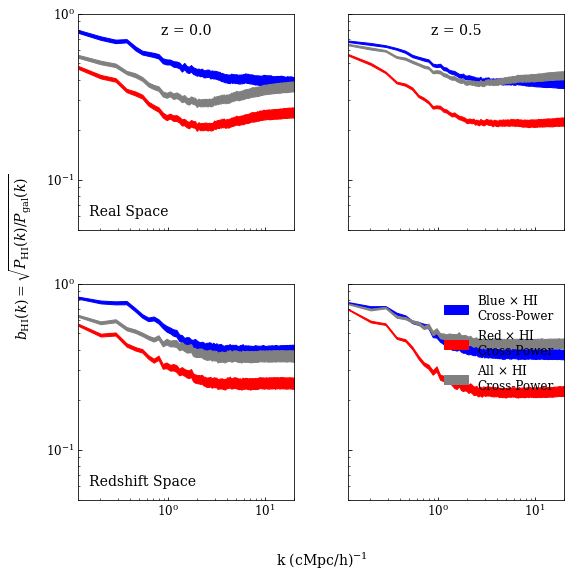 z = 0.0
z = 0.5
10⁰
10⁻¹
Real Space
b_HI(k) = √P_HI(k)/P_gal(k)
10⁰
10⁻¹
Redshift Space
Blue × HI
Cross-Power
Red × HI
Cross-Power
All × HI
Cross-Power
10⁰
10¹
10⁰
10¹
k (cMpc/h)⁻¹